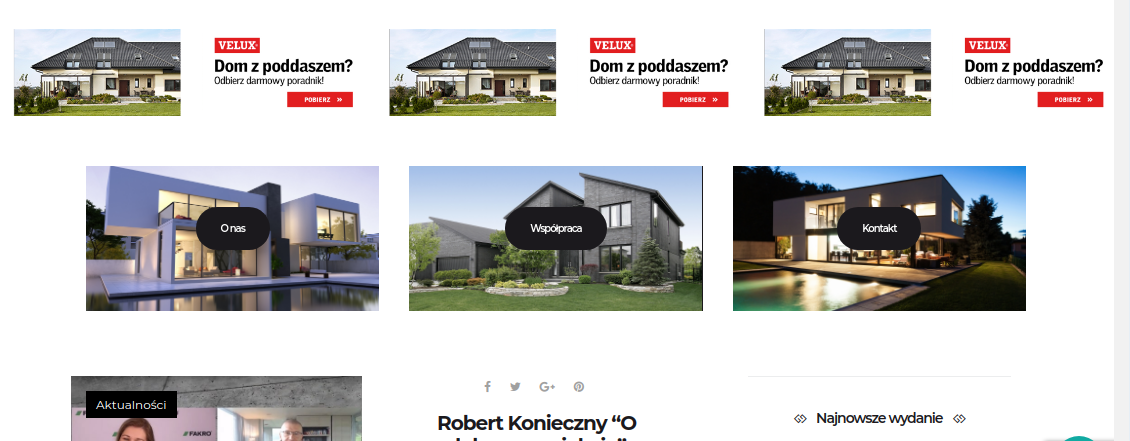 VELUX
Dom z poddaszem?
Odbierz darmowy poradnik!
POBIERZ »
VELUX
Dom z poddaszem?
Odbierz darmowy poradnik!
POBIERZ »
VELUX
Dom z poddaszem?
Odbierz darmowy poradnik!
POBIERZ »
O nas
Współpraca
Kontakt
Aktualności
FAKRO
FAKRO
Robert Konieczny “O
Najnowsze wydanie